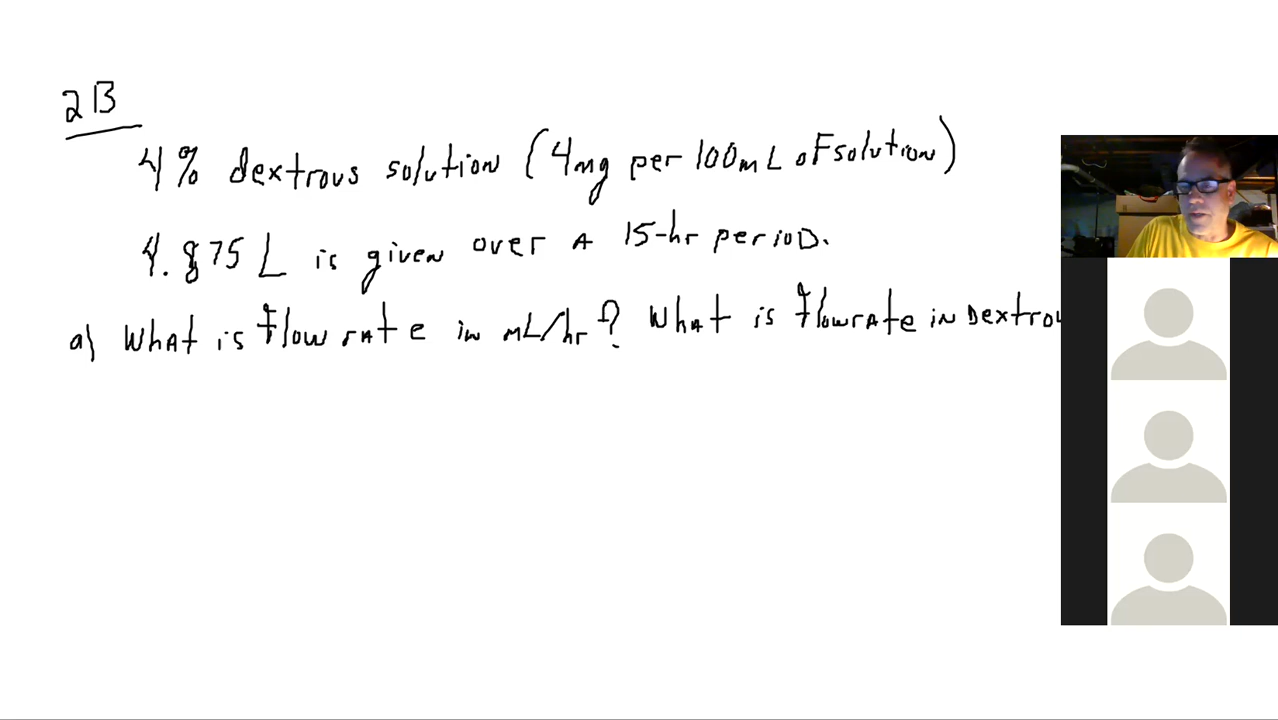 2B
4% dextrous solution (4mg per 100mL of solution)
4.875 L is given over a 15-hr period.
a) What is flow rate in mL/hr? What is flowrate in